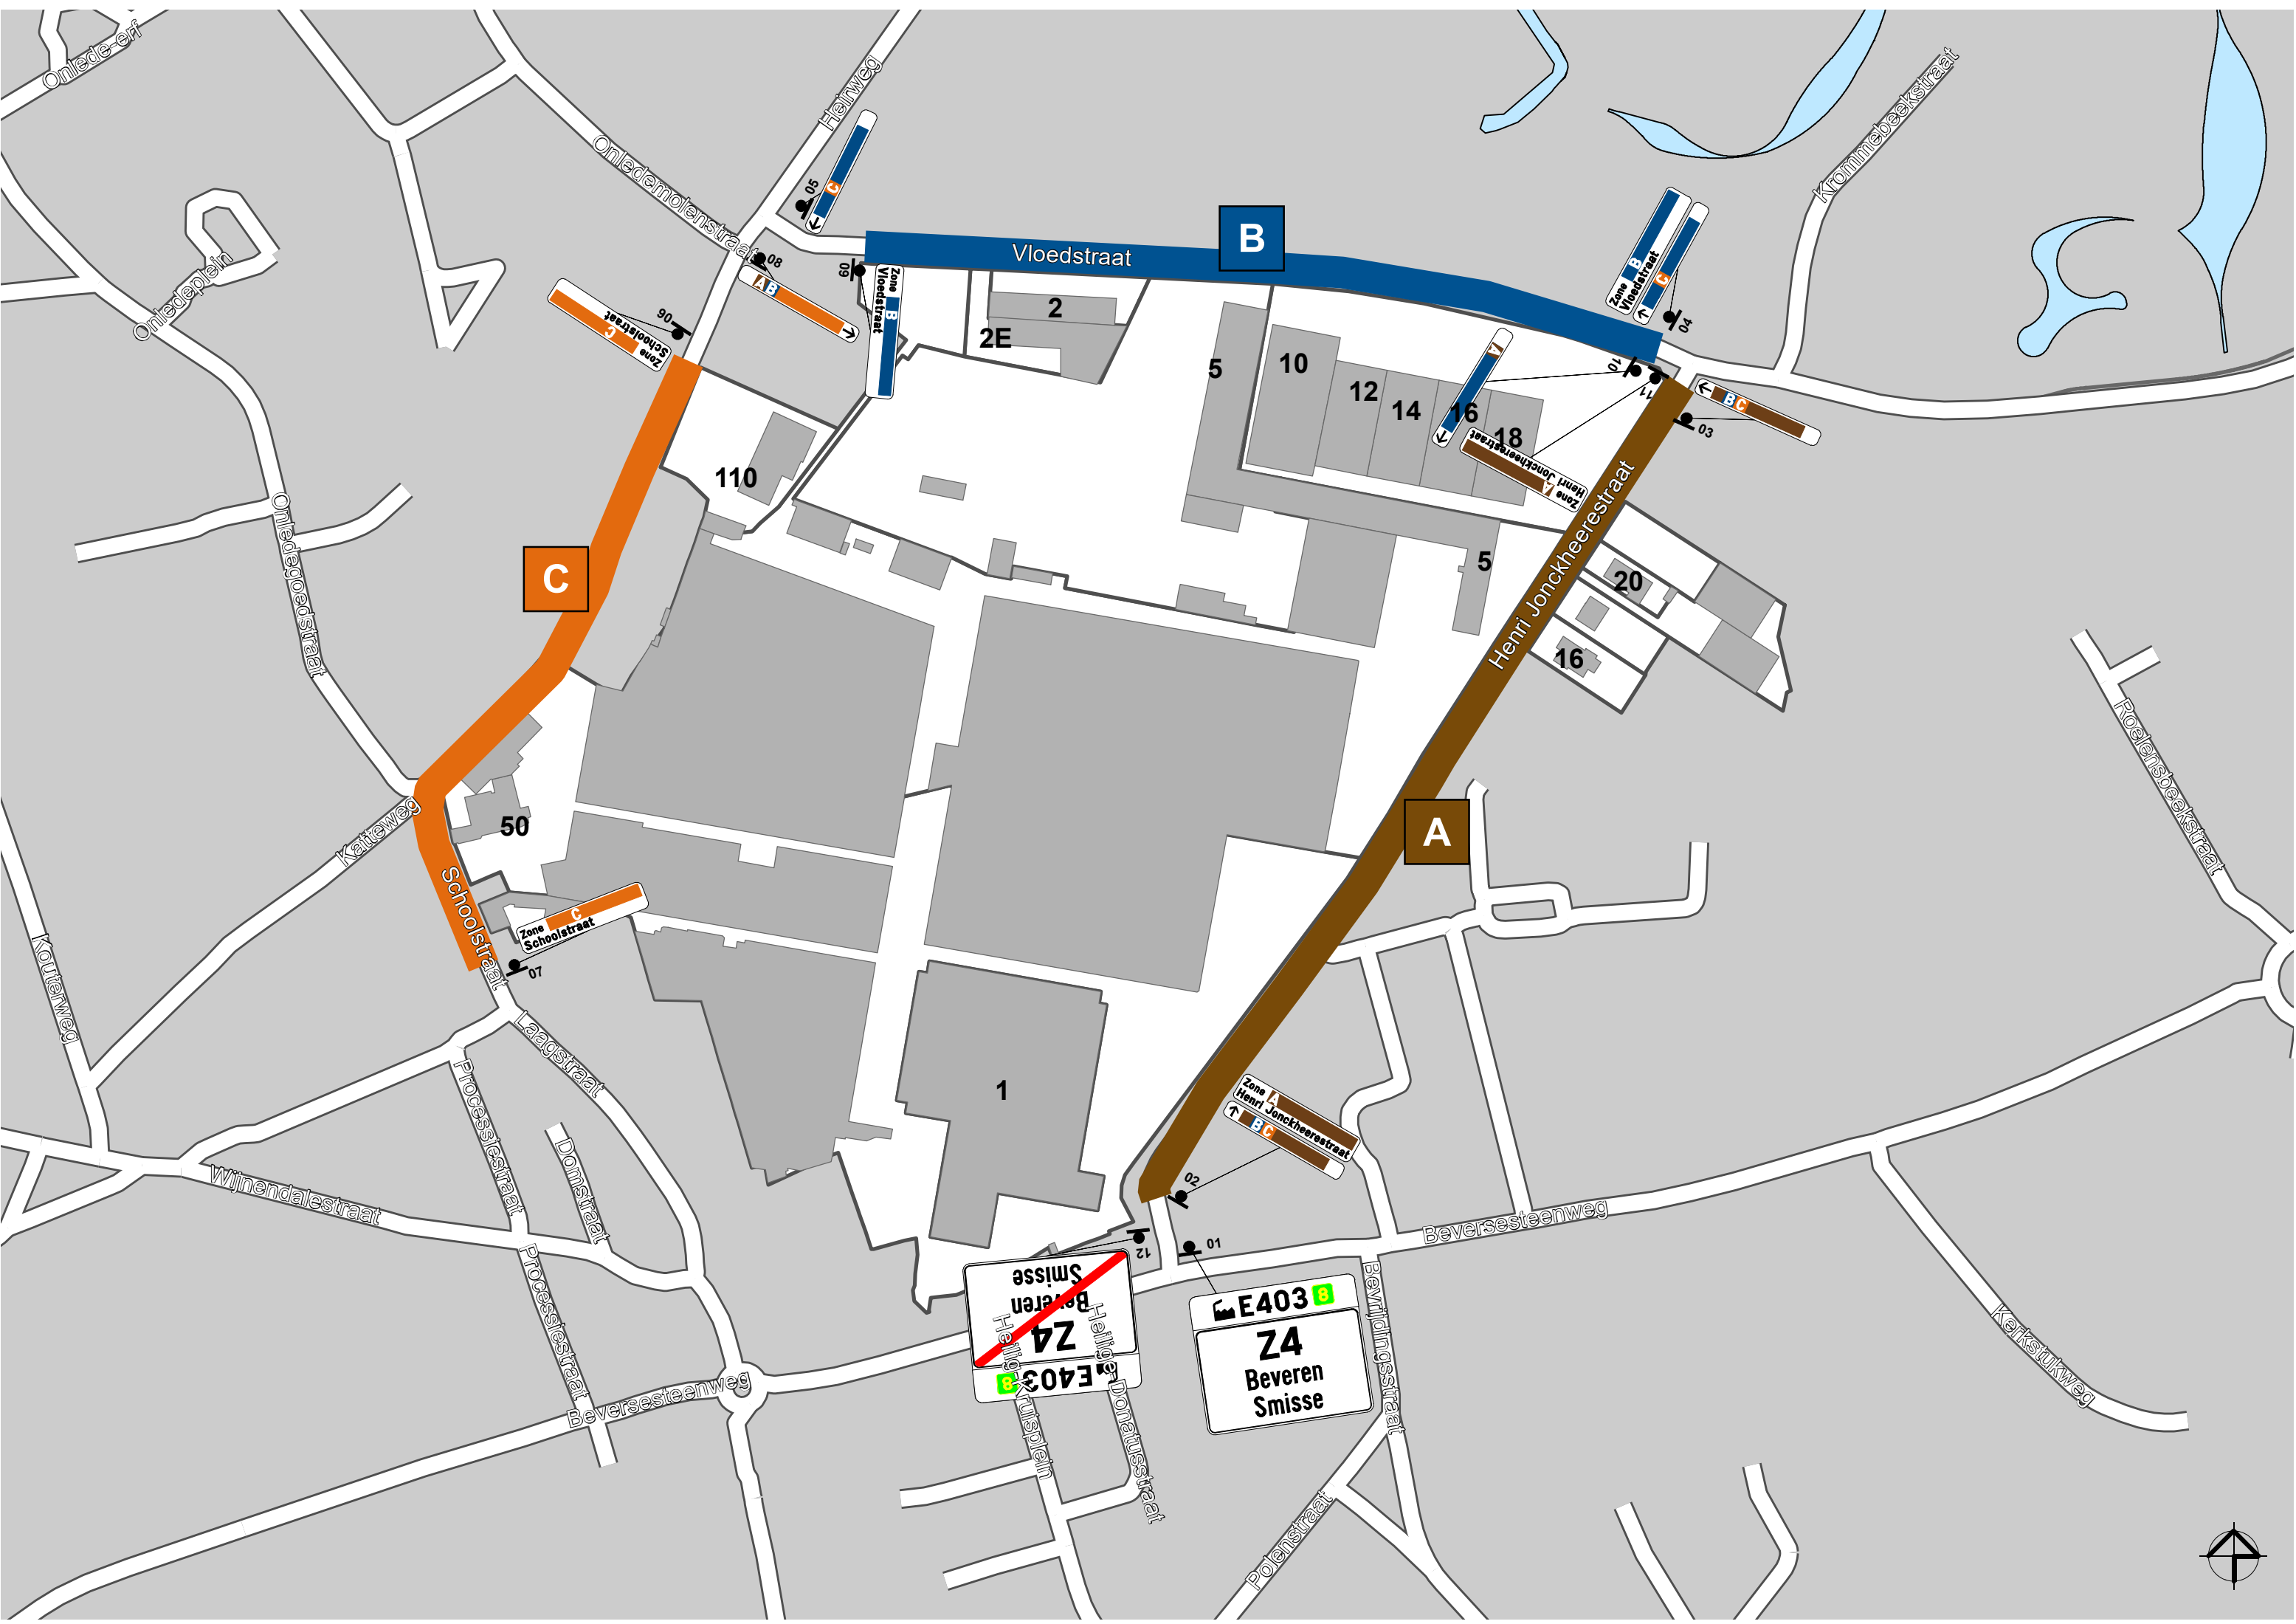 Onlede-erf
Heirweg
Krommebeekstraat
Onledemolenstraat
05
C
B
Vloedstraat
Zone B
Vloedstraat
C
04
Onledeplein
08
A B
09
Zone B
Vloedstraat
06
Zone
Schoolstraat
C
2
2E
5
10
12
14
16
18
A
10
11
B C
03
Zone A
Henri Jonckheerestraat
110
Onledegoedstraat
C
5
Henri Jonckheerestraat
20
16
Roelensbeekstraat
50
Katteweg
A
Schoolstraat
Zone C
Schoolstraat
07
Kouterweg
Laagstraat
Processiestraat
Domstraat
1
Zone A
Henri Jonckheerestraat
B C
02
Wijnendalestraat
Beversesteenweg
12
01
Processiestraat
E403 8
Z4
Beveren
Smisse
E403 8
Z4
Beveren
Smisse
Bevrijdingsstraat
Kerkstukweg
Beversesteenweg
Heilig Kruisplein
Heilige Donatusstraat
Polenstraat